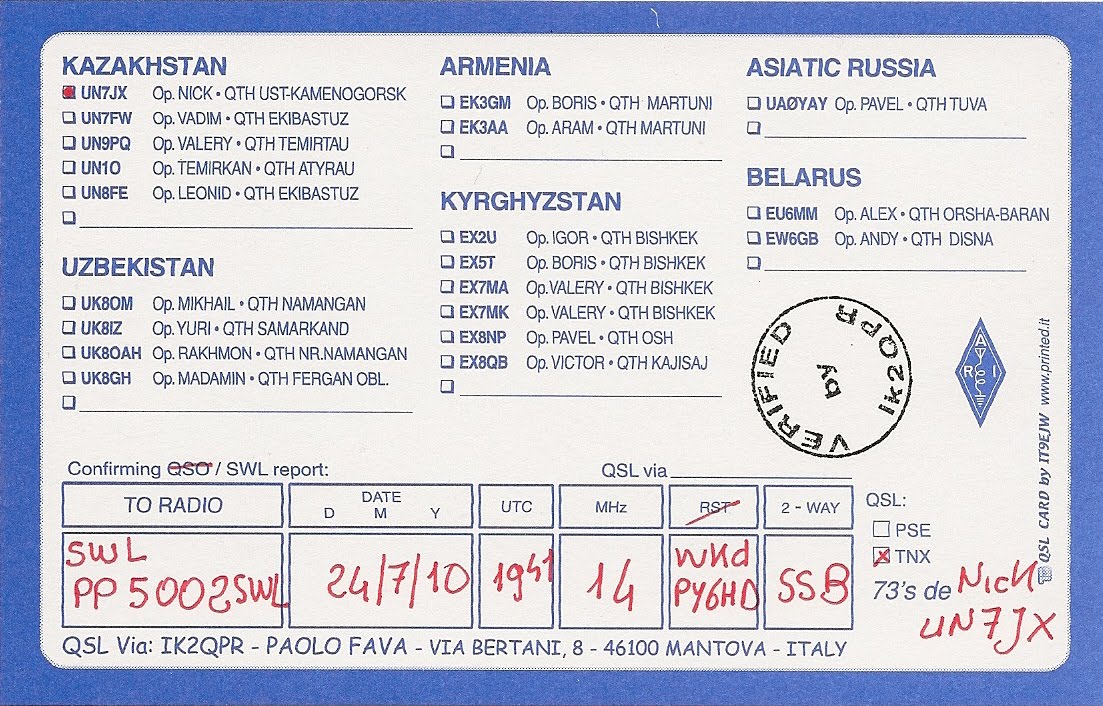 KAZAKHSTAN
UN7JX Op. NICK • QTH UST-KAMENOGORSK
UN7FW Op. VADIM • QTH EKIBASTUZ
UN9PQ Op. VALERY • QTH TEMIRTAU
UN1O Op. TEMIRKAN • QTH ATYRAU
UN8FE Op. LEONID • QTH EKIBASTUZ
UZBEKISTAN
UK8OM Op. MIKHAIL • QTH NAMANGAN
UK8IZ Op. YURI • QTH SAMARKAND
UK8OAH Op. RAKHMON • QTH NR.NAMANGAN
UK8GH Op. MADAMIN • QTH FERGAN OBL.
ARMENIA
EK3GM Op. BORIS • QTH MARTUNI
EK3AA Op. ARAM • QTH MARTUNI
KYRGHYZSTAN
EX2U Op. IGOR • QTH BISHKEK
EX5T Op. BORIS • QTH BISHKEK
EX7MA Op. VALERY • QTH BISHKEK
EX7MK Op. VALERY • QTH BISHKEK
EX8NP Op. PAVEL • QTH OSH
EX8QB Op. VICTOR • QTH KAJISAJ
ASIATIC RUSSIA
UAØYAY Op. PAVEL • QTH TUVA
BELARUS
EU6MM Op. ALEX • QTH ORSHA-BARAN
EW6GB Op. ANDY • QTH DISNA
VERIFIED
by
IK2QPR
A
R I
QSL CARD by IT9EJW www.printed.it
Confirming QSO / SWL report: QSL via
TO RADIO DATE UTC MHz RST 2 - WAY
D M Y
SWL WKd
PP5002SWL 24/7/10 1941 14 PY6HD SSB
QSL:
PSE
TNX
73's de Nick
UN7JX
QSL Via: IK2QPR - PAOLO FAVA - VIA BERTANI, 8 - 46100 MANTOVA - ITALY